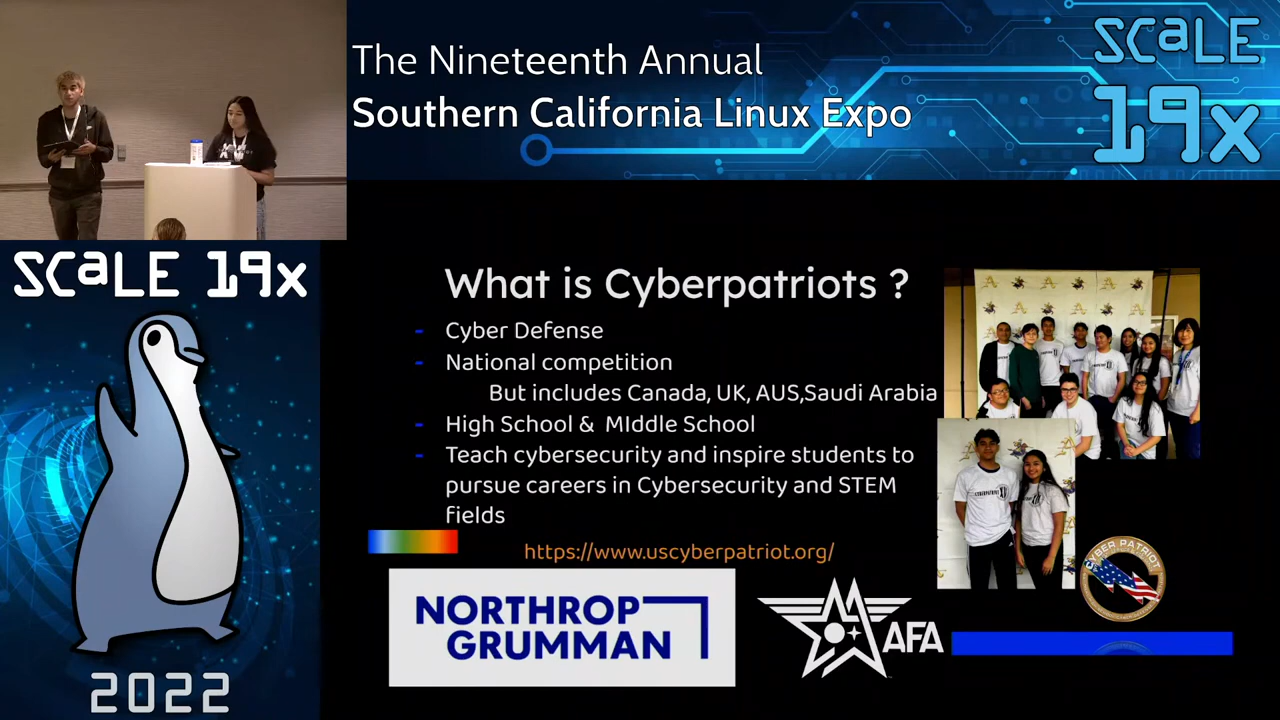 The Nineteenth Annual
Southern California Linux Expo
SCaLE
19x
SCaLE 19x
2022
What is Cyberpatriots ?
- Cyber Defense
- National competition
But includes Canada, UK, AUS,Saudi Arabia
- High School & MIddle School
- Teach cybersecurity and inspire students to
pursue careers in Cybersecurity and STEM
fields
https://www.uscyberpatriot.org/
NORTHROP
GRUMMAN
AFA
CYBER PATRIOT